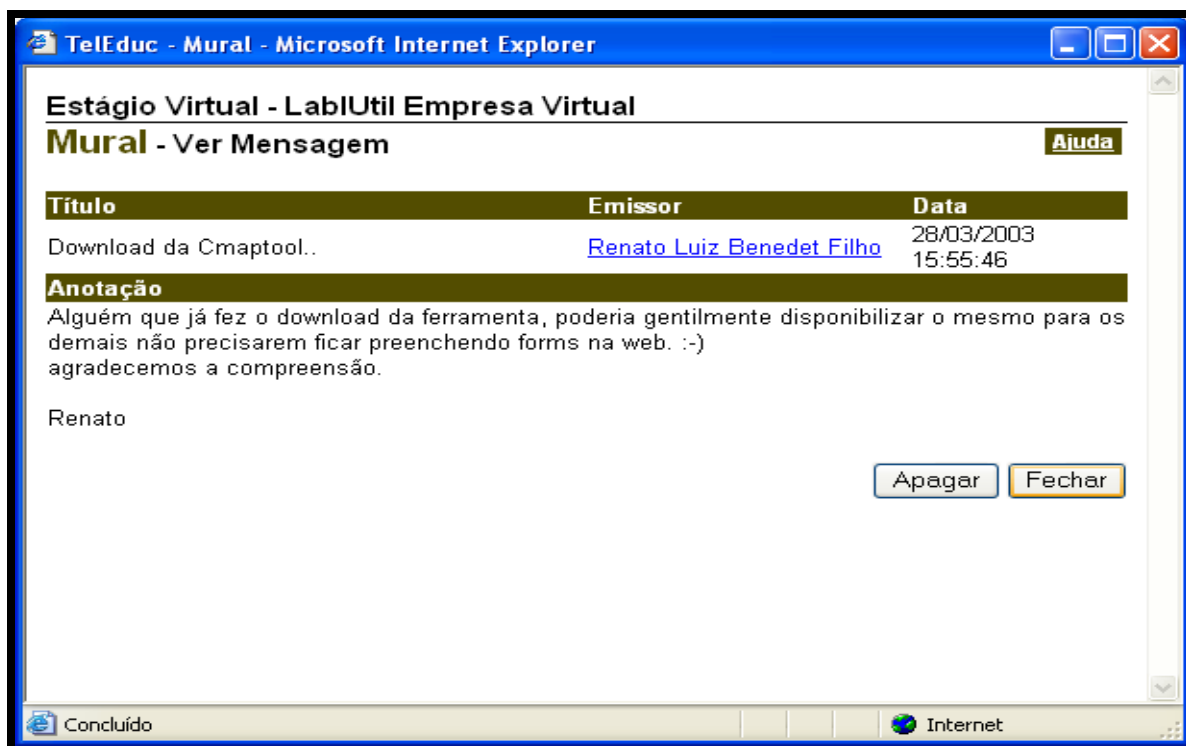 TelEduc - Mural - Microsoft Internet Explorer
Estágio Virtual - LabIUtil Empresa Virtual
Mural - Ver Mensagem
Ajuda
Título Emissor Data
Download da Cmaptool.. Renato Luiz Benedet Filho 28/03/2003
15:55:46
Anotação
Alguém que já fez o download da ferramenta, poderia gentilmente disponibilizar o mesmo para os
demais não precisarem ficar preenchendo forms na web. :-)
agradecemos a compreensão.
Renato
Apagar Fechar
Concluído Internet